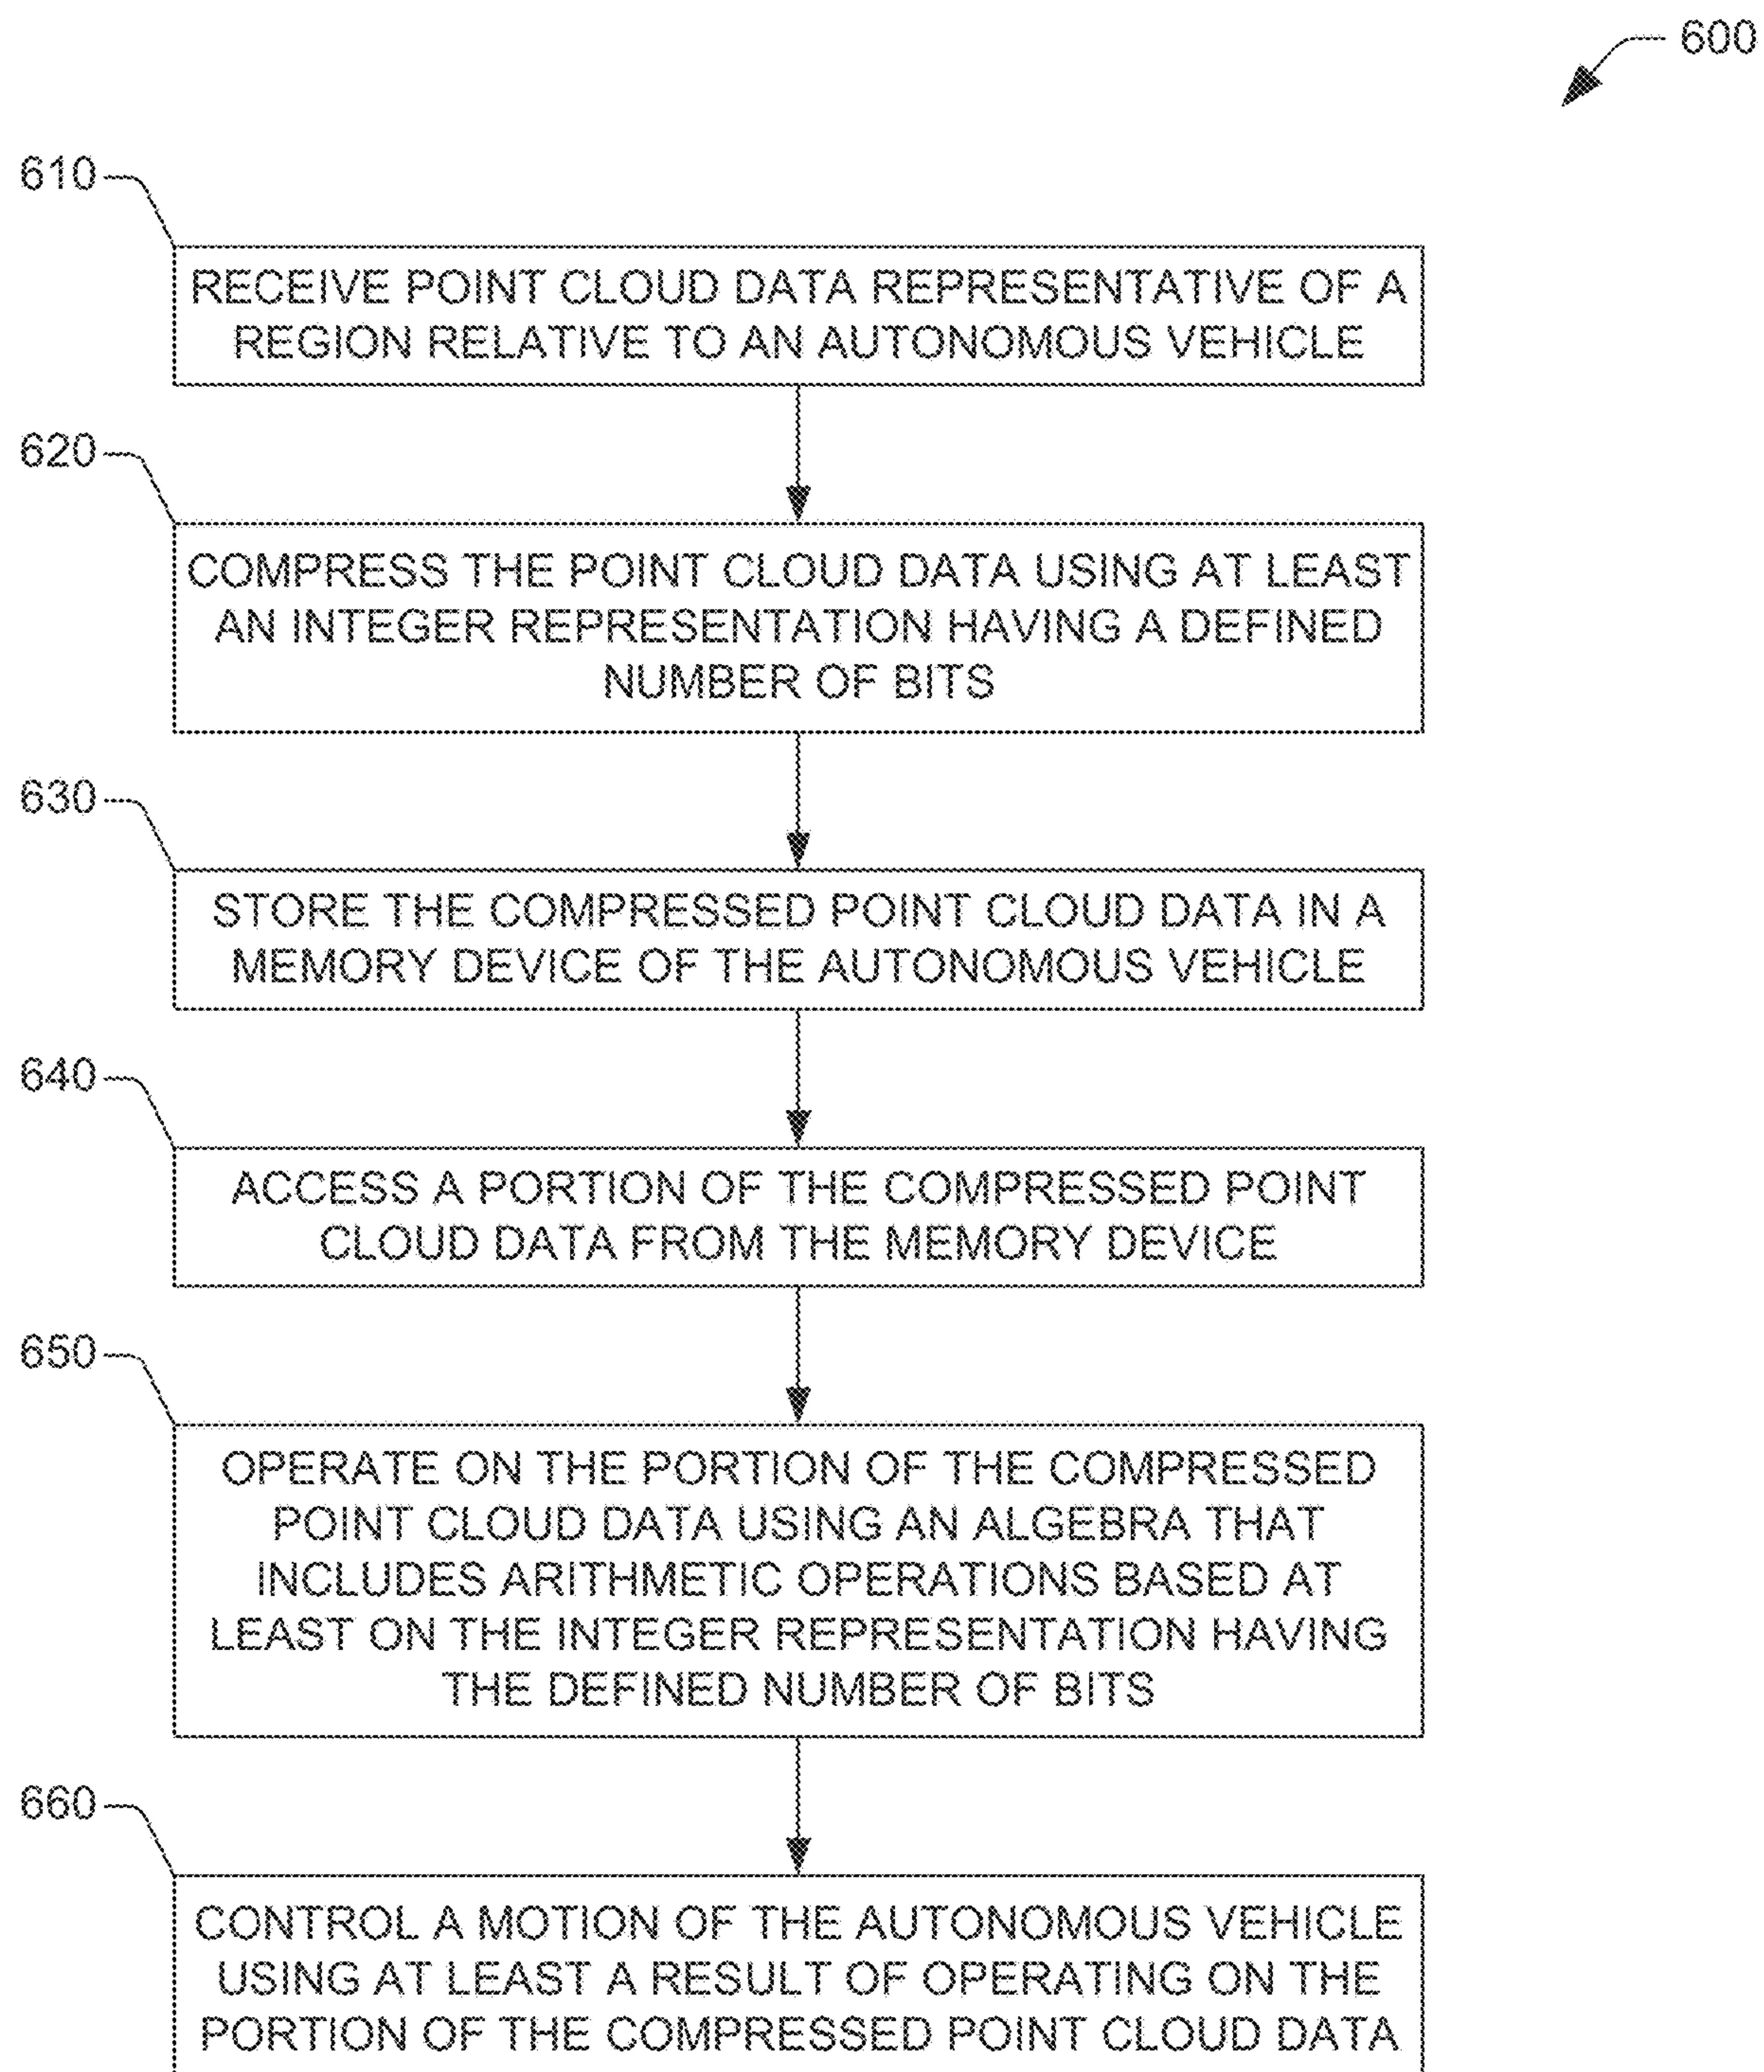 600
610
RECEIVE POINT CLOUD DATA REPRESENTATIVE OF A
REGION RELATIVE TO AN AUTONOMOUS VEHICLE
620
COMPRESS THE POINT CLOUD DATA USING AT LEAST
AN INTEGER REPRESENTATION HAVING A DEFINED
NUMBER OF BITS
630
STORE THE COMPRESSED POINT CLOUD DATA IN A
MEMORY DEVICE OF THE AUTONOMOUS VEHICLE
640
ACCESS A PORTION OF THE COMPRESSED POINT
CLOUD DATA FROM THE MEMORY DEVICE
650
OPERATE ON THE PORTION OF THE COMPRESSED
POINT CLOUD DATA USING AN ALGEBRA THAT
INCLUDES ARITHMETIC OPERATIONS BASED AT
LEAST ON THE INTEGER REPRESENTATION HAVING
THE DEFINED NUMBER OF BITS
660
CONTROL A MOTION OF THE AUTONOMOUS VEHICLE
USING AT LEAST A RESULT OF OPERATING ON THE
PORTION OF THE COMPRESSED POINT CLOUD DATA